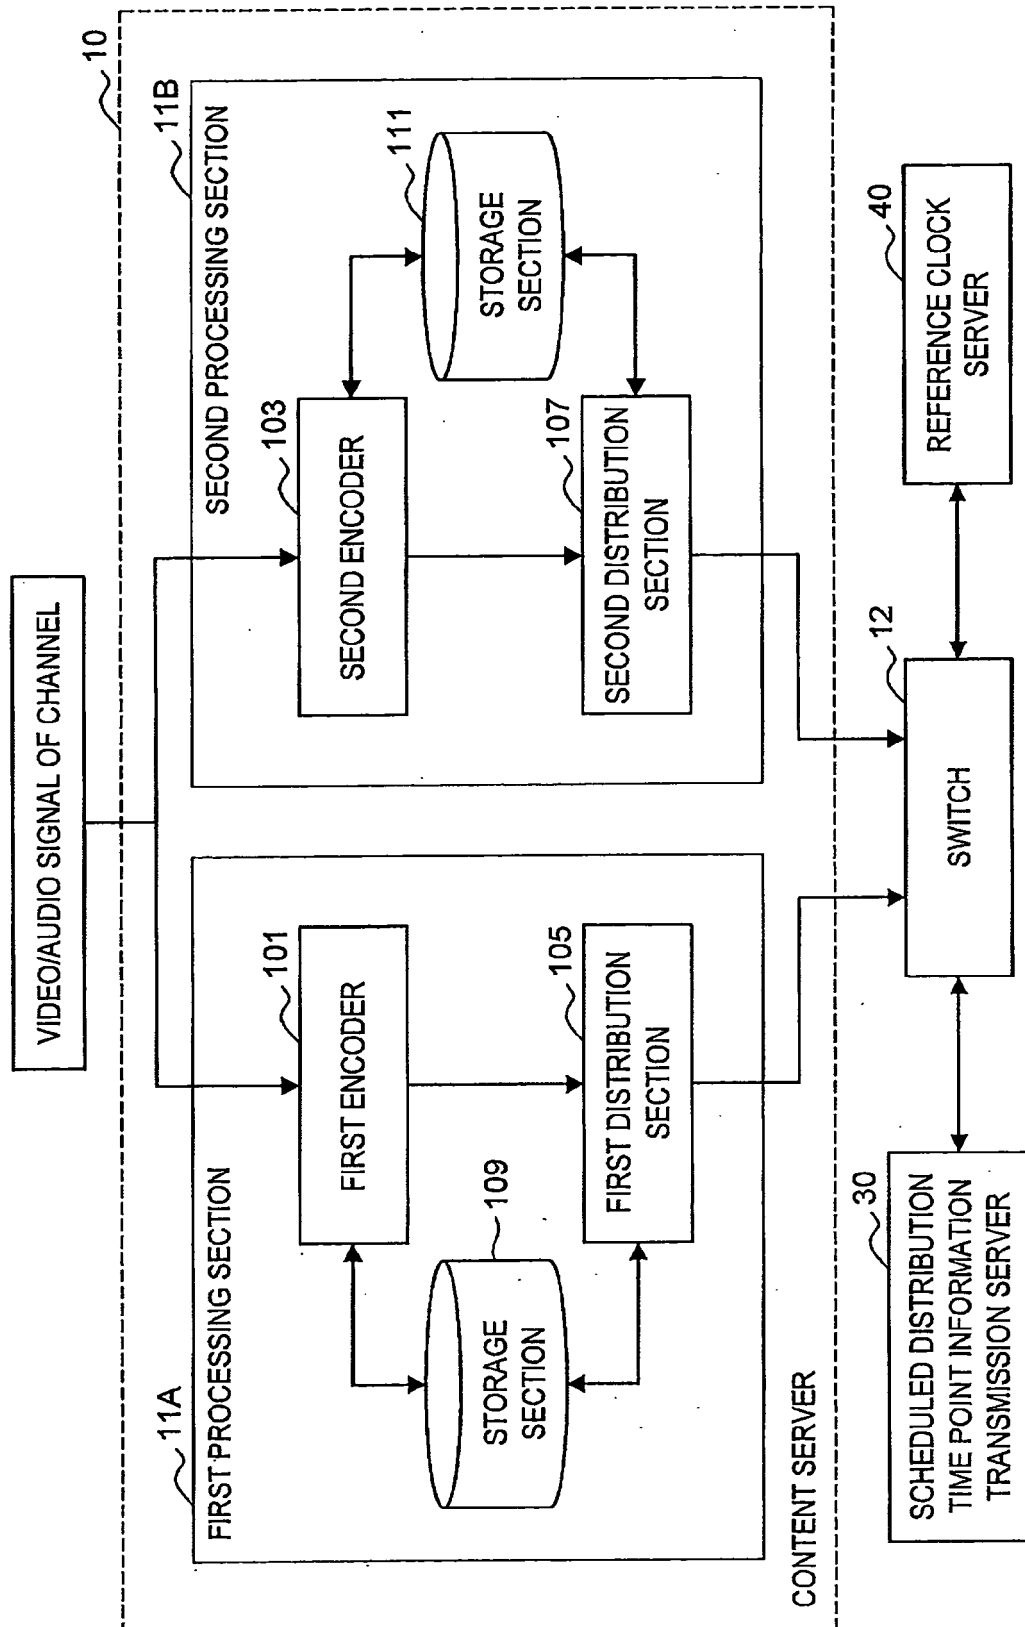 VIDEO/AUDIO SIGNAL OF CHANNEL
10
11A
FIRST PROCESSING SECTION
101
FIRST ENCODER
109
STORAGE
SECTION
105
FIRST DISTRIBUTION
SECTION
11B
SECOND PROCESSING SECTION
103
SECOND ENCODER
111
STORAGE
SECTION
107
SECOND DISTRIBUTION
SECTION
CONTENT SERVER
30
SCHEDULED DISTRIBUTION
TIME POINT INFORMATION
TRANSMISSION SERVER
12
SWITCH
40
REFERENCE CLOCK
SERVER